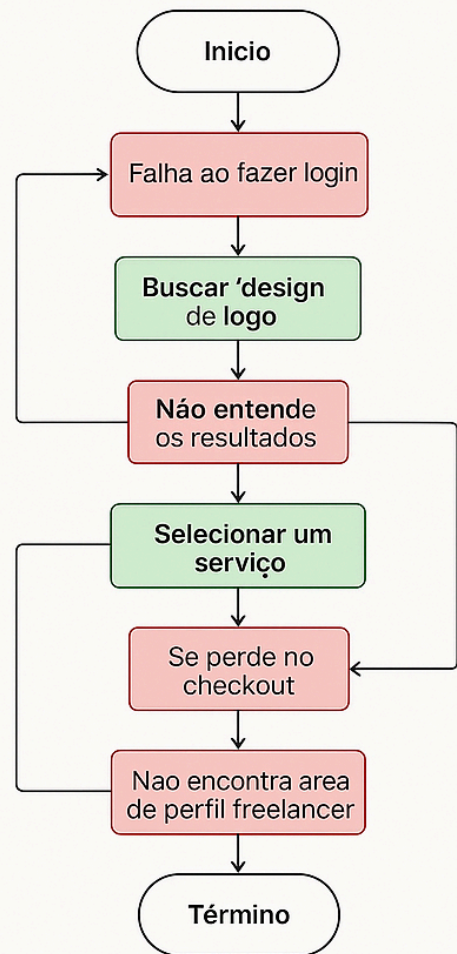 Inicio
Falha ao fazer login
Buscar ‘design
de logo
Náo entende
os resultados
Selecionar um
serviço
Se perde no
checkout
Nao encontra area
de perfil freelancer
Término